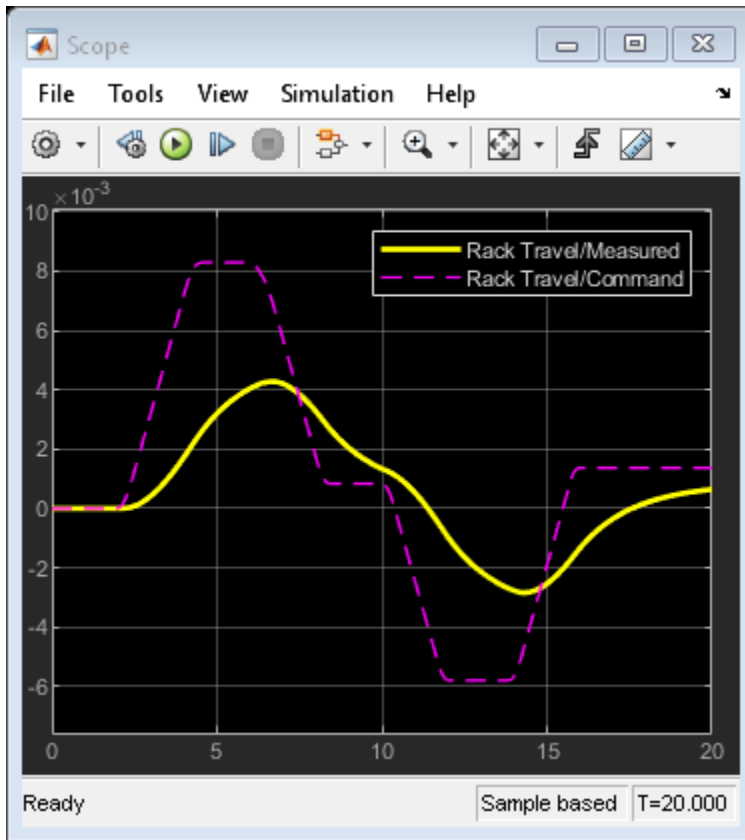 Scope
File Tools View Simulation Help
×10-3
10
8
6
4
2
0
-2
-4
-6
Rack Travel/Measured
Rack Travel/Command
0 5 10 15 20
Ready Sample based T=20.000